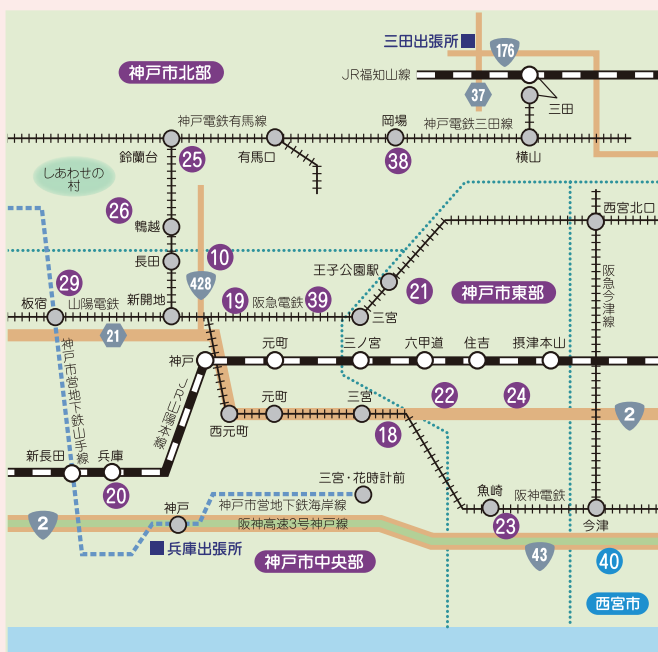 三田出張所
176
神戸市北部
JR福知山線
37
三田
神戸電鉄有馬線
岡場
神戸電鉄三田線
鈴蘭台
25
有馬口
38
横山
しあわせの
村
26
鵯越
西宮北口
10
長田
王子公園駅
29
428
21
神戸市東部
阪急今津線
板宿
山陽電鉄
新開地
19
阪急電鉄
39
三宮
21
神戸市営地下鉄山手線
元町
三ノ宮
六甲道
住吉
摂津本山
神戸
JR山陽本線
元町
三宮
22
24
2
西元町
18
新長田
兵庫
20
三宮・花時計前
魚崎
阪神電鉄
神戸
神戸市営地下鉄海岸線
23
今津
2
阪神高速3号神戸線
兵庫出張所
神戸市中央部
43
40
西宮市